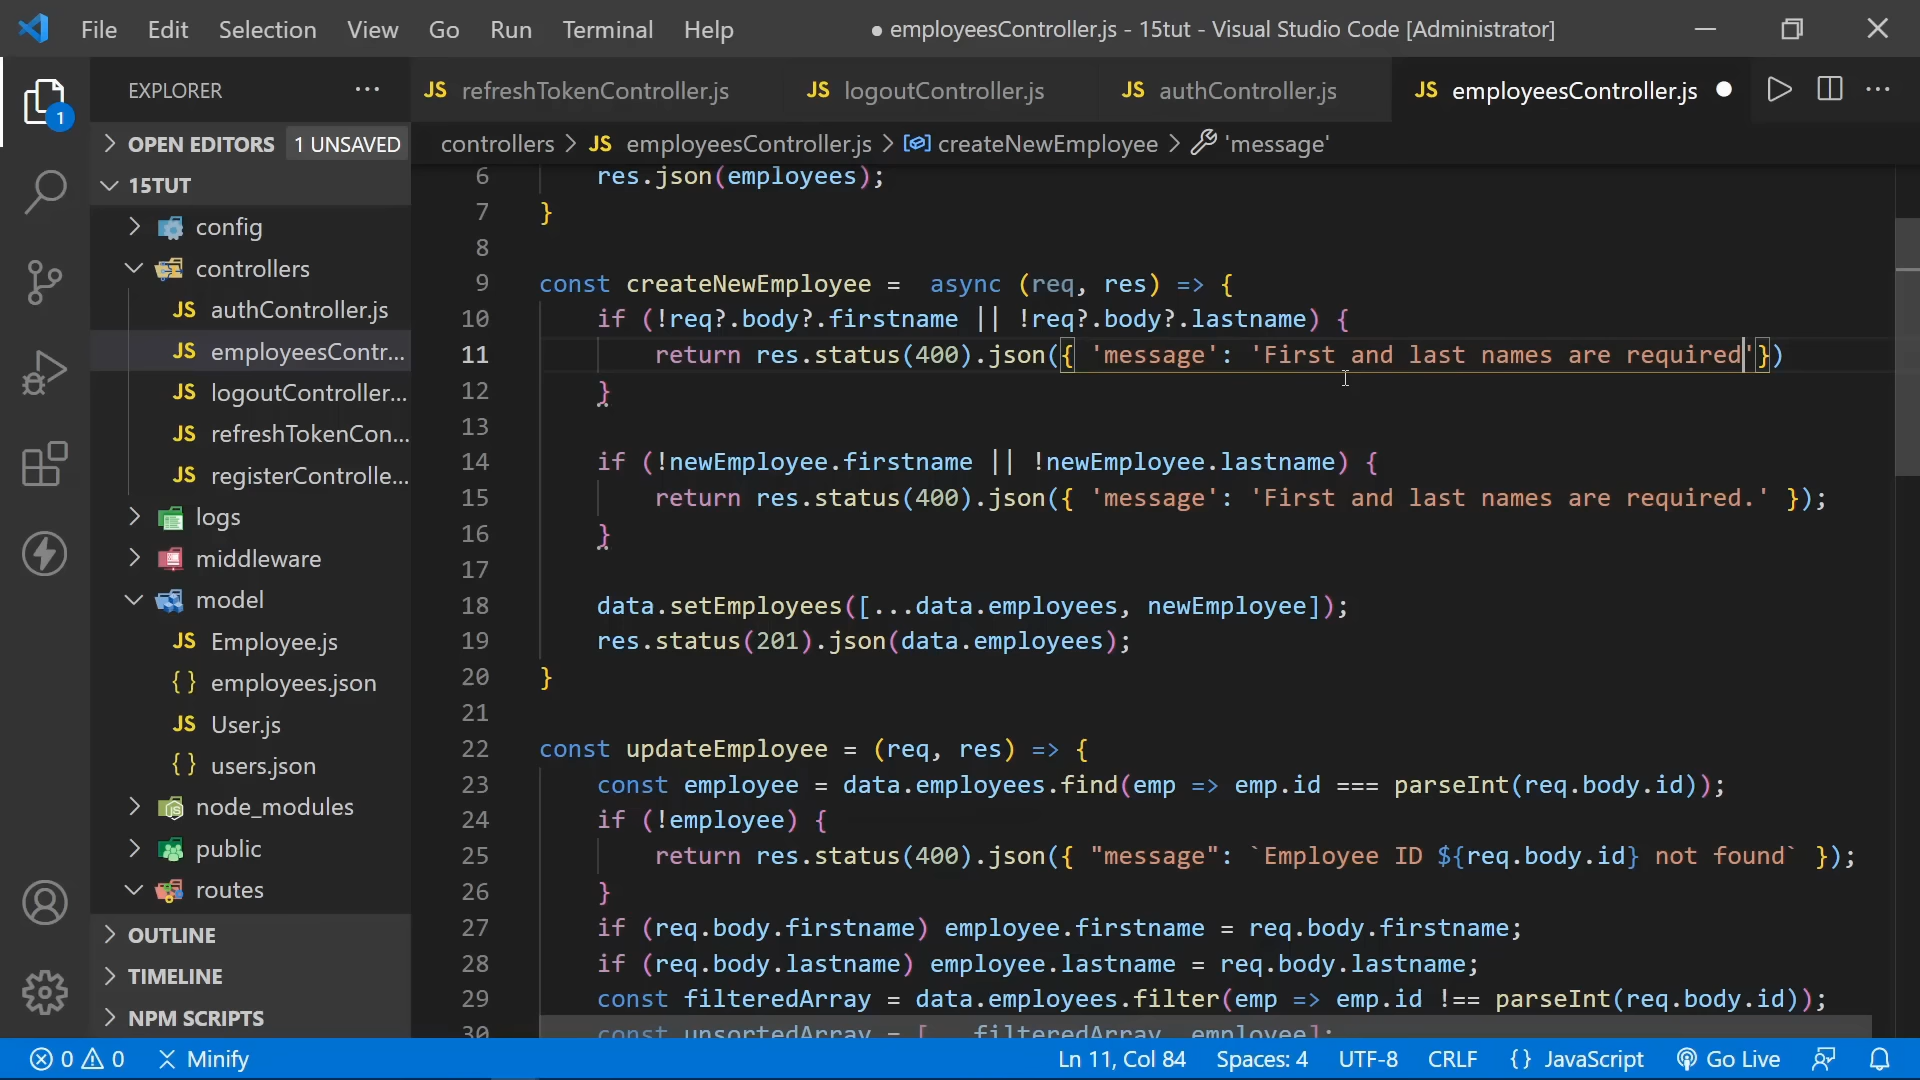 File Edit Selection View Go Run Terminal Help
● employeesController.js - 15tut - Visual Studio Code [Administrator]
EXPLORER
JS refreshTokenController.js
JS logoutController.js
JS authController.js
JS employeesController.js
1
OPEN EDITORS 1 UNSAVED
controllers > JS employeesController.js > createNewEmployee > 'message'
15TUT
config
controllers
JS authController.js
JS employeesContr...
JS logoutController...
JS refreshTokenCon...
JS registerControlle...
logs
middleware
model
JS Employee.js
{} employees.json
JS User.js
{} users.json
node_modules
public
routes
OUTLINE
TIMELINE
NPM SCRIPTS
6 res.json(employees);
7 }
8
9 const createNewEmployee =  async (req, res) => {
10 if (!req?.body?.firstname || !req?.body?.lastname) {
11 return res.status(400).json({ 'message': 'First and last names are required'})
12 }
13
14 if (!newEmployee.firstname || !newEmployee.lastname) {
15 return res.status(400).json({ 'message': 'First and last names are required.' });
16 }
17
18 data.setEmployees([...data.employees, newEmployee]);
19 res.status(201).json(data.employees);
20 }
21
22 const updateEmployee = (req, res) => {
23 const employee = data.employees.find(emp => emp.id === parseInt(req.body.id));
24 if (!employee) {
25 return res.status(400).json({ "message": `Employee ID ${req.body.id} not found` });
26 }
27 if (req.body.firstname) employee.firstname = req.body.firstname;
28 if (req.body.lastname) employee.lastname = req.body.lastname;
29 const filteredArray = data.employees.filter(emp => emp.id !== parseInt(req.body.id));
30 const unsortedArray = [...filteredArray, employee];
0 0 Minify
Ln 11, Col 84 Spaces: 4 UTF-8 CRLF {} JavaScript Go Live